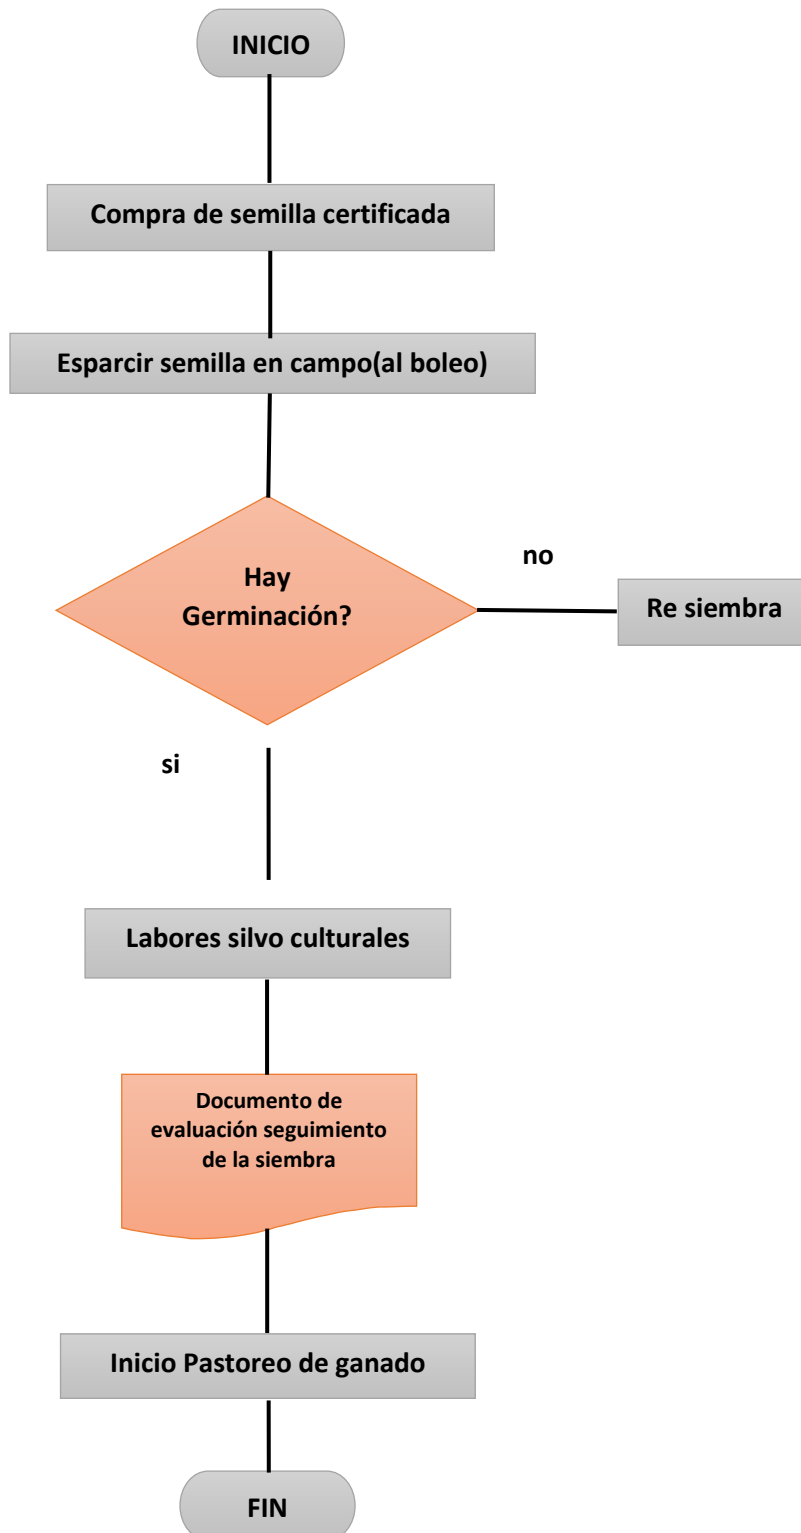 INICIO
Compra de semilla certificada
Esparcir semilla en campo(al boleo)
Hay
Germinación?
no
Re siembra
si
Labores silvo culturales
Documento de
evaluación seguimiento
de la siembra
Inicio Pastoreo de ganado
FIN